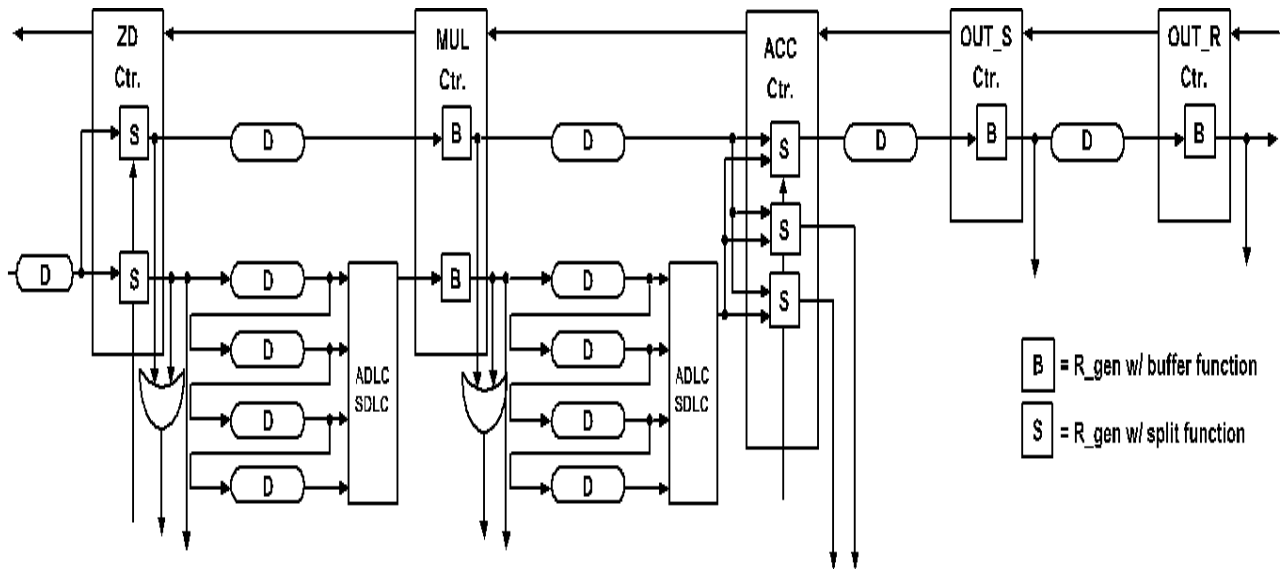 ZD
Ctr.
MUL
Ctr.
ACC
Ctr.
OUT_S
Ctr.
OUT_R
Ctr.
S
D
B
D
S
D
B
D
B
S
D
S
D
B
D
S
D
D
ADLC
SDLC
D
D
ADLC
SDLC
D
D
B = R_gen w/ buffer function
S = R_gen w/ split function